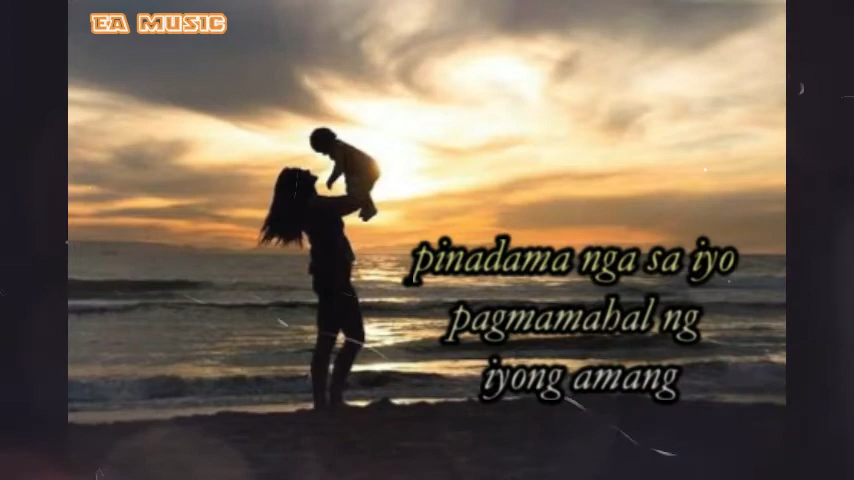 EA MUSIC
pinadama nga sa iyo
pagmamahal ng
iyong amang